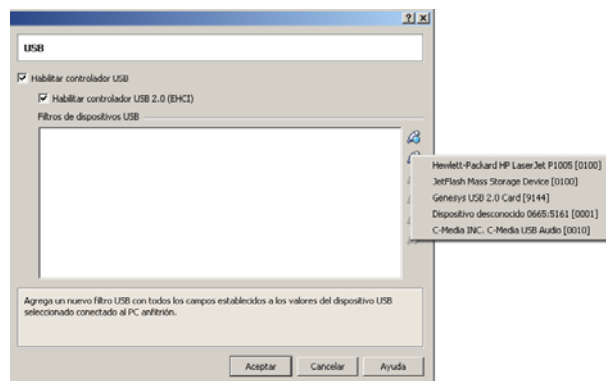 USB
Habilitar controlador USB
Habilitar controlador USB 2.0 (EHCI)
Filtros de dispositivos USB
Hewlett-Packard HP LaserJet P1005 [0100]
JetFlash Mass Storage Device [0100]
Genesys USB 2.0 Card [9144]
Dispositivo desconocido 0665:5161 [0001]
C-Media INC. C-Media USB Audio [0010]
Agrega un nuevo filtro USB con todos los campos establecidos a los valores del dispositivo USB
seleccionado conectado al PC anfitrión.
Aceptar Cancelar Ayuda